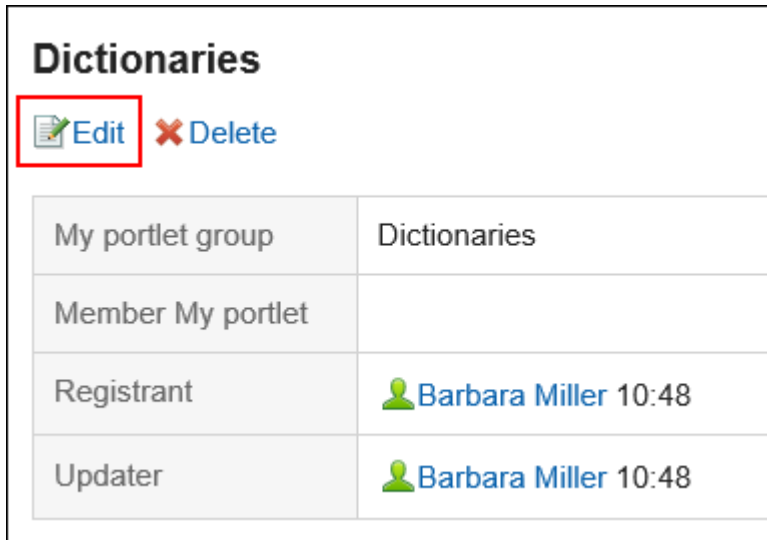 Dictionaries
Edit Delete
My portlet group Dictionaries
Member My portlet
Registrant Barbara Miller 10:48
Updater Barbara Miller 10:48